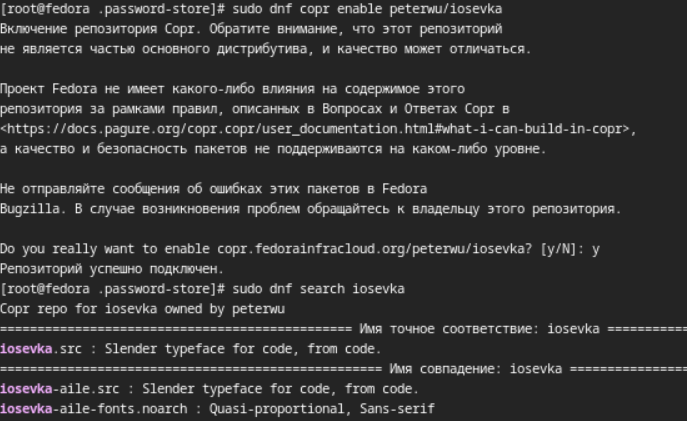 [root@fedora .password-store]# sudo dnf copr enable peterwu/iosevka
Включение репозитория Copr. Обратите внимание, что этот репозиторий
не является частью основного дистрибутива, и качество может отличаться.
Проект Fedora не имеет какого-либо влияния на содержимое этого
репозитория за рамками правил, описанных в Вопросах и Ответах Copr в
<https://docs.pagure.org/copr.copr/user_documentation.html#what-i-can-build-in-copr>,
а качество и безопасность пакетов не поддерживаются на каком-либо уровне.
Не отправляйте сообщения об ошибках этих пакетов в Fedora
Bugzilla. В случае возникновения проблем обращайтесь к владельцу этого репозитория.
Do you really want to enable copr.fedorainfracloud.org/peterwu/iosevka? [y/N]: y
Репозиторий успешно подключен.
[root@fedora .password-store]# sudo dnf search iosevka
Copr repo for iosevka owned by peterwu
=============================================== Имя точное соответствие: iosevka ===========
iosevka.src : Slender typeface for code, from code.
=================================================== Имя совпадение: iosevka ================
iosevka-aile.src : Slender typeface for code, from code.
iosevka-aile-fonts.noarch : Quasi-proportional, Sans-serif